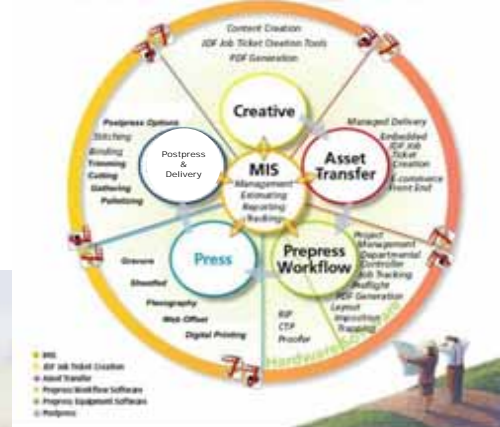 Content Creation
JDF Job Ticket Creation Tools
PDF Generation
Creative
Managed Delivery
Embedded
JDF Job
Ticket
Creation
E-commerce
Front End
Asset
Transfer
Postpress Options
Stitching
Binding
Trimming
Cutting
Gathering
Palletizing
Postpress
&
Delivery
MIS
Management
Estimating
Reporting
Tracking
Press
Prepress
Workflow
Project
Management
Departmental
Controller
Job Tracking
Preflight
PDF Generation
Layout
Imposition
Trapping
RIP
CTP
Proofer
Hardware
Software
Gravure
Sheetfed
Flexography
Web Offset
Digital Printing
MIS
JDF Job Ticket Creation
Asset Transfer
Prepress Workflow Software
Prepress Equipment Software
Postpress